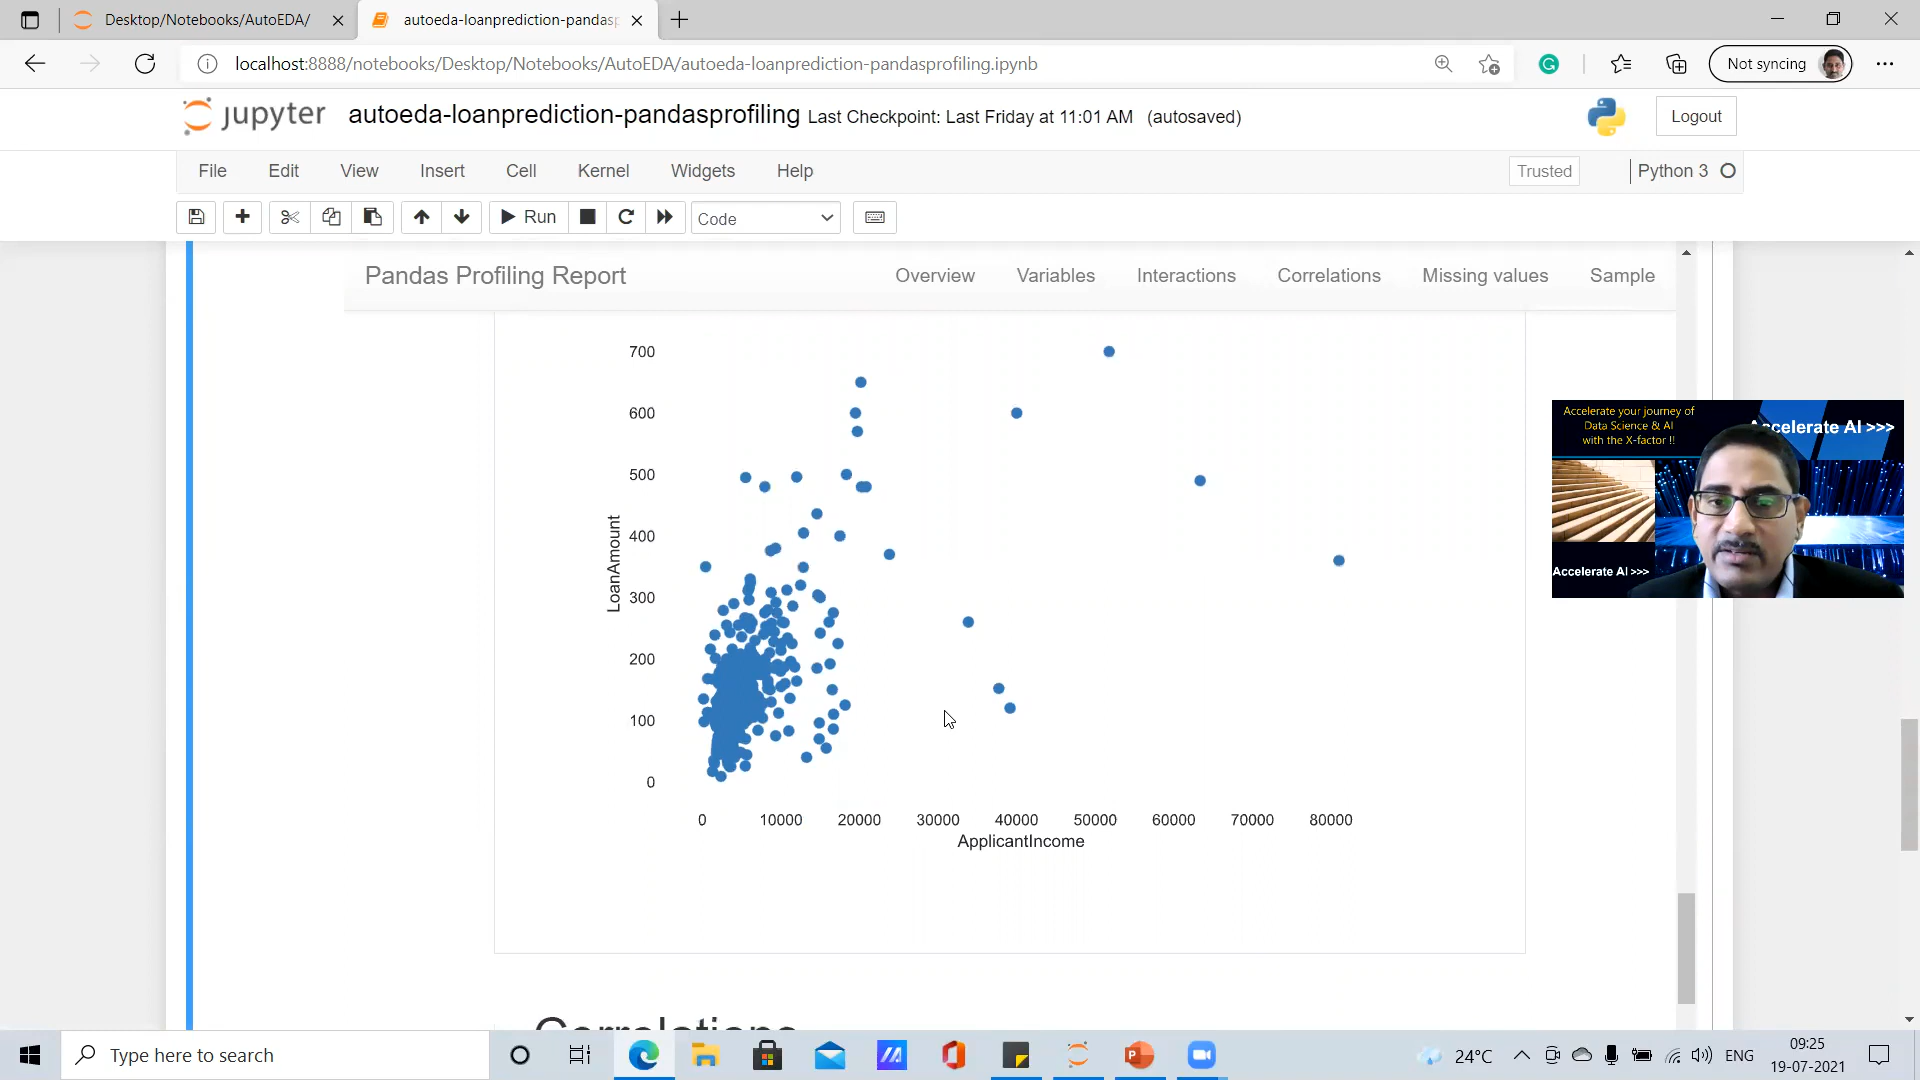 Desktop/Notebooks/AutoEDA/
autoeda-loanprediction-pandasp
localhost:8888/notebooks/Desktop/Notebooks/AutoEDA/autoeda-loanprediction-pandasprofiling.ipynb
Not syncing
jupyter autoeda-loanprediction-pandasprofiling Last Checkpoint: Last Friday at 11:01 AM (autosaved)
Logout
File Edit View Insert Cell Kernel Widgets Help
Trusted
Python 3
Run
Code
Pandas Profiling Report
Overview Variables Interactions Correlations Missing values Sample
700
600
500
400
300
200
100
0
LoanAmount
0 10000 20000 30000 40000 50000 60000 70000 80000
ApplicantIncome
Accelerate your journey of
Data Science & AI
with the X-factor !!
Accelerate AI >>>
Accelerate AI >>>
Correlations
Type here to search
24°C
ENG
09:25
19-07-2021